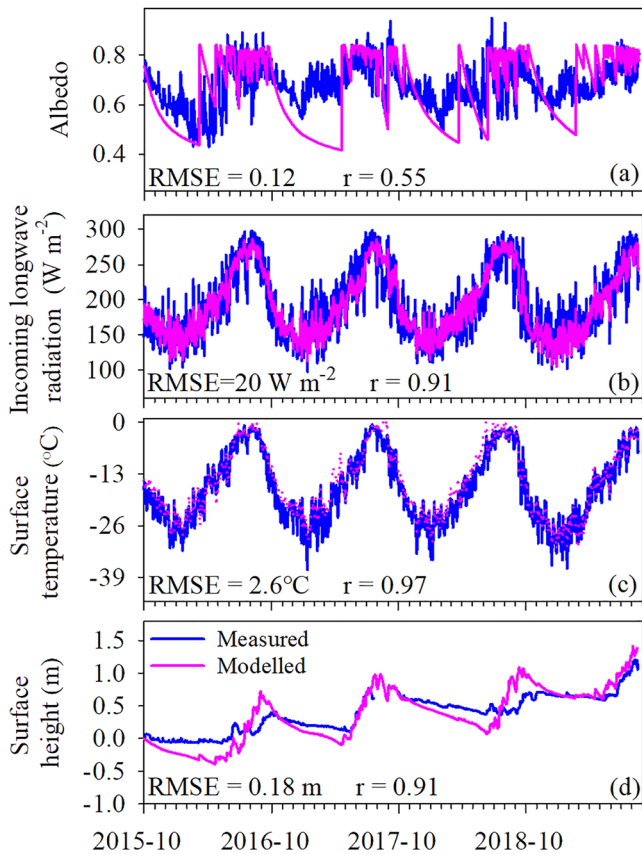 Albedo
0.8
0.6
0.4
RMSE = 0.12 r = 0.55 (a)
Incoming longwave
radiation (W m-2)
300
250
200
150
100
RMSE=20 W m-2 r = 0.91 (b)
Surface
temperature (°C)
0
-13
-26
-39
RMSE = 2.6°C r = 0.97 (c)
Surface
height (m)
1.5
1.0
0.5
0.0
-0.5
-1.0
Measured
Modelled
RMSE = 0.18 m r = 0.91 (d)
2015-10 2016-10 2017-10 2018-10